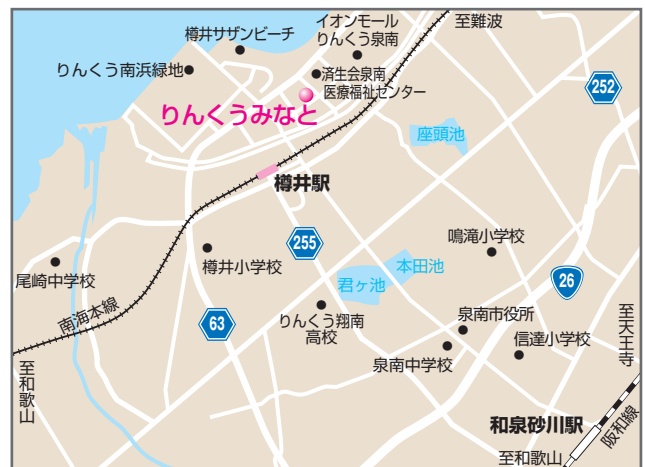 樽井サザンビーチ
イオンモール
りんくう泉南
至難波
りんくう南浜緑地
済生会泉南
医療福祉センター
252
りんくうみなと
座頭池
樽井駅
255
鳴滝小学校
樽井小学校
本田池
尾崎中学校
君ヶ池
26
南海本線
63
りんくう翔南
高校
泉南市役所
至天王寺
泉南中学校
信達小学校
至和歌山
和泉砂川駅
阪和線
至和歌山